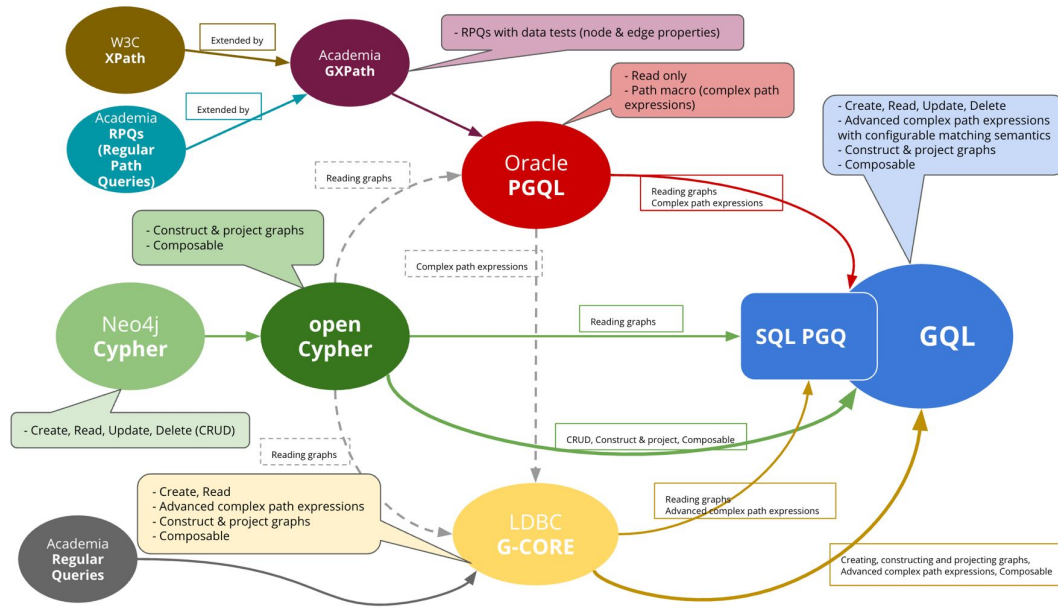 W3C
XPath
Extended by
Academia
GXPath
- RPQs with data tests (node & edge properties)
Academia
RPQs
(Regular
Path
Queries)
Extended by
- Read only
- Path macro (complex path
expressions)
- Create, Read, Update, Delete
- Advanced complex path expressions
with configurable matching semantics
- Construct & project graphs
- Composable
Reading graphs
Oracle
PGQL
Reading graphs
Complex path expressions
- Construct & project graphs
- Composable
Complex path expressions
Neo4j
Cypher
open
Cypher
Reading graphs
SQL PGQ
GQL
- Create, Read, Update, Delete (CRUD)
CRUD, Construct & project, Composable
Reading graphs
- Create, Read
- Advanced complex path expressions
- Construct & project graphs
- Composable
LDBC
G-CORE
Reading graphs
Advanced complex path expressions
Academia
Regular
Queries
Creating, constructing and projecting graphs,
Advanced complex path expressions, Composable